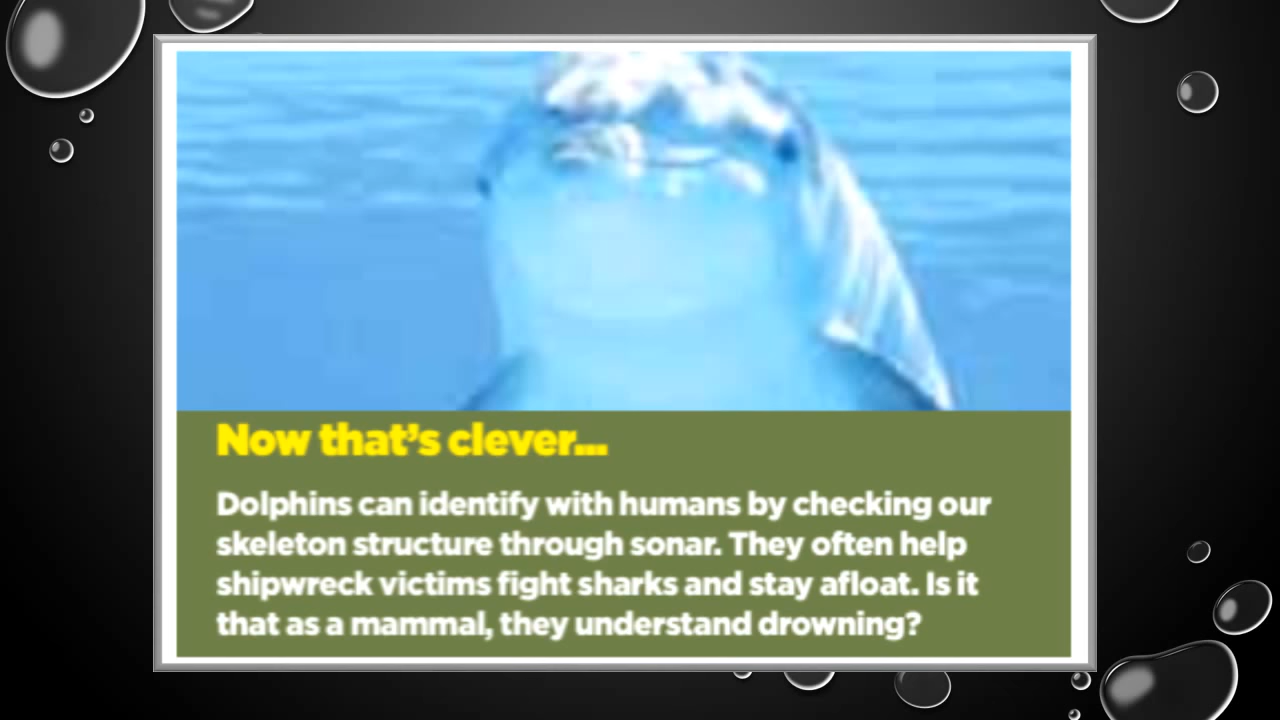 Now that's clever...
Dolphins can identify with humans by checking our
skeleton structure through sonar. They often help
shipwreck victims fight sharks and stay afloat. Is it
that as a mammal, they understand drowning?